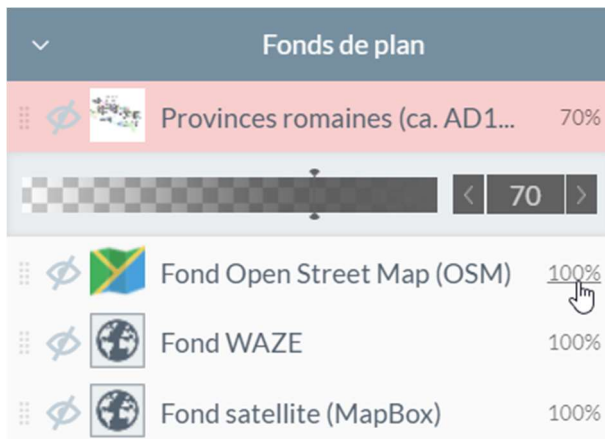 Fonds de plan
Provinces romaines (ca. AD1... 70%
70
Fond Open Street Map (OSM) 100%
Fond WAZE 100%
Fond satellite (MapBox) 100%